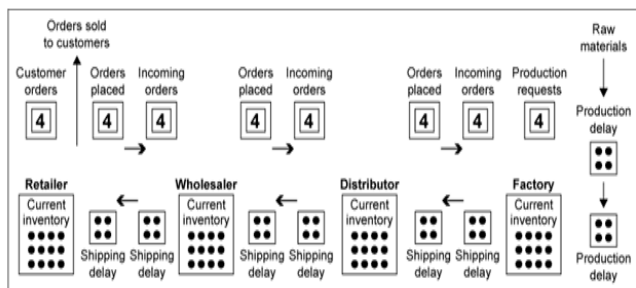 Orders sold
to customers
Raw
materials
Customer
orders
Orders
placed
Incoming
orders
Orders
placed
Incoming
orders
Orders
placed
Incoming
orders
Production
requests
4
4
4
4
4
4
4
4
Production
delay
Retailer
Wholesaler
Distributor
Factory
Current
inventory
Current
inventory
Current
inventory
Current
inventory
Shipping
delay
Shipping
delay
Shipping
delay
Shipping
delay
Shipping
delay
Shipping
delay
Production
delay